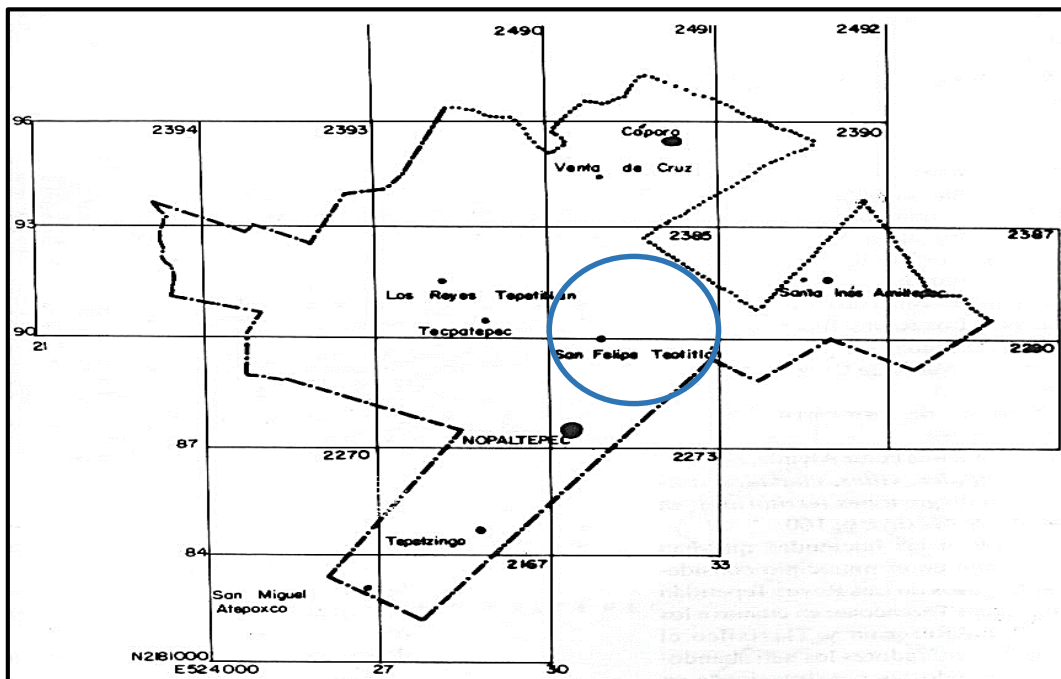 2490
2491
2492
96
2394
2393
Cáporo
2390
Venta de Cruz
93
2385
2387
Los Reyes Tepetitlán
Santa Inés Amiltepec
Tecpatepec
90
21
San Felipe Teotitlán
2290
NOPALTEPEC
87
2270
2273
Tepetzingo
84
2167
33
San Miguel
Atepoxco
N2181000
E524000
27
30